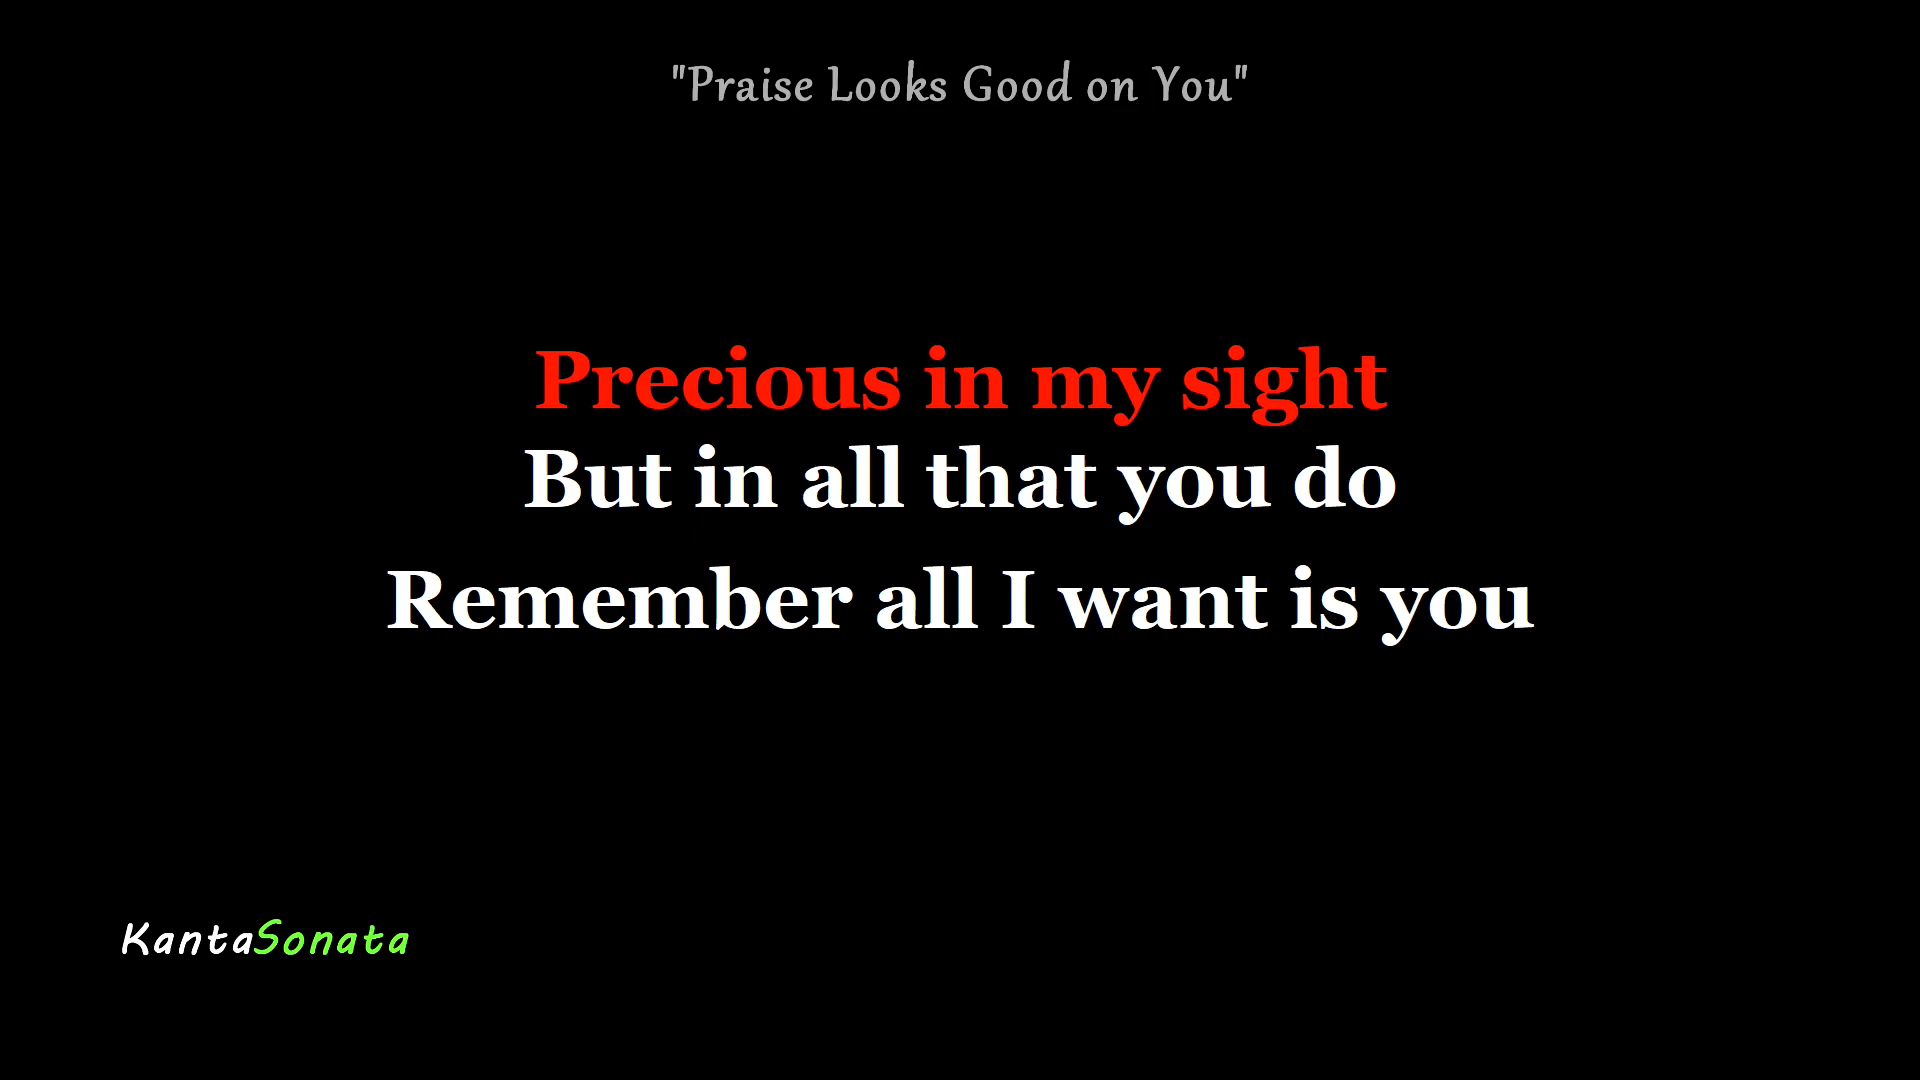 "Praise Looks Good on You"
Precious in my sight
But in all that you do
Remember all I want is you
KantaSonata